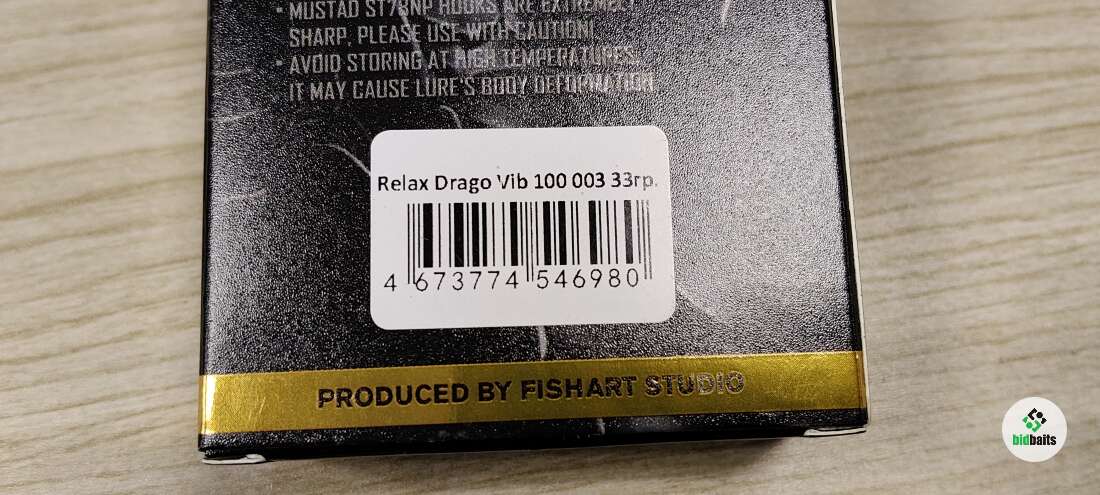 • MUSTAD ST78NP HOOKS ARE EXTREMELY
SHARP, PLEASE USE WITH CAUTION!
• AVOID STORING AT HIGH TEMPERATURES,
IT MAY CAUSE LURE'S BODY DEFORMATION
Relax Drago Vib 100 003 33гр.
4 673774 546980
PRODUCED BY FISHART STUDIO
bidbaits